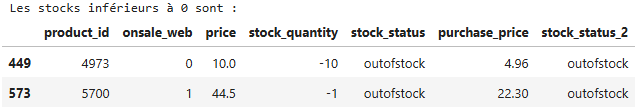 Les stocks inférieurs à 0 sont :
product_id onsale_web price stock_quantity stock_status purchase_price stock_status_2
449 4973 0 10.0 -10 outofstock 4.96 outofstock
573 5700 1 44.5 -1 outofstock 22.30 outofstock